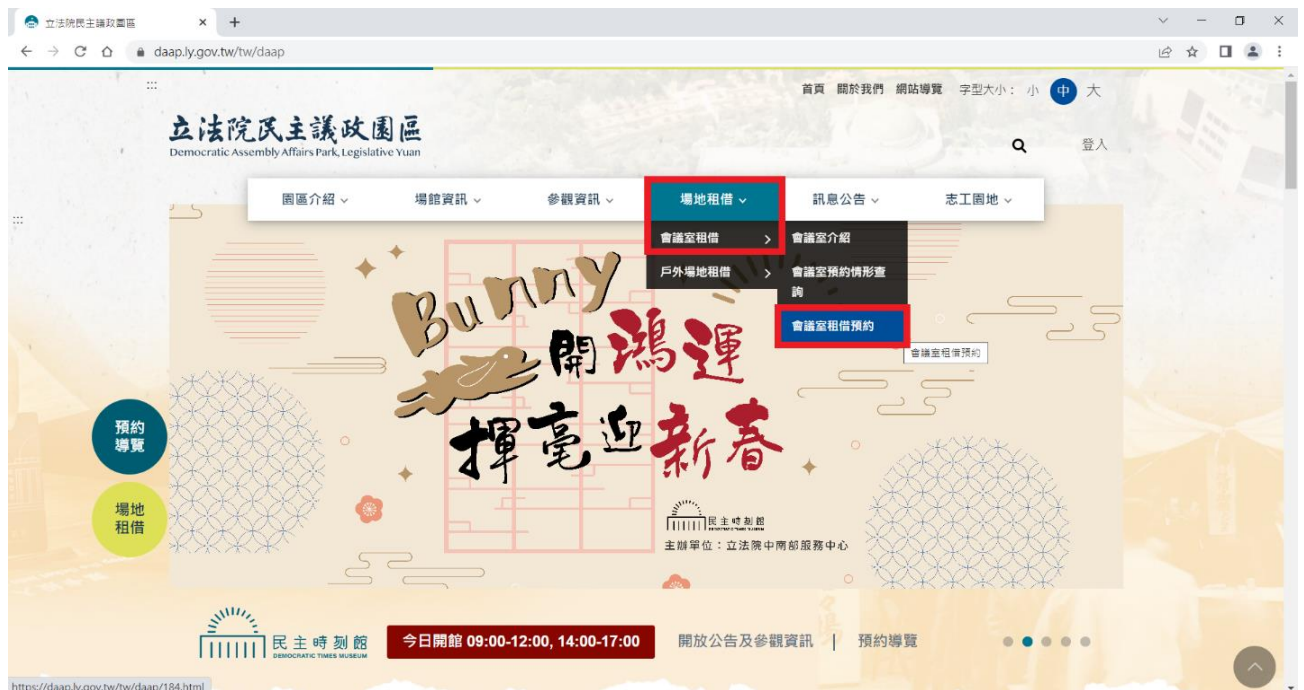 立法院民主議政園區
daap.ly.gov.tw/tw/daap
首頁 關於我們 網站導覽 字型大小： 小 中 大
立法院民主議政園區
Democratic Assembly Affairs Park, Legislative Yuan
登入
園區介紹 場館資訊 參觀資訊 場地租借 訊息公告 志工園地
會議室租借
戶外場地租借
會議室介紹
會議室預約情形查
詢
會議室租借預約
會議室租借預約
Bunny
開鴻運
揮毫迎新春
民主時刻館
主辦單位：立法院中南部服務中心
預約
導覽
場地
租借
民主時刻館
DEMOCRATIC TIMES MUSEUM
今日開館 09:00-12:00, 14:00-17:00
開放公告及參觀資訊 | 預約導覽
https://daap.ly.gov.tw/tw/daap/184.html